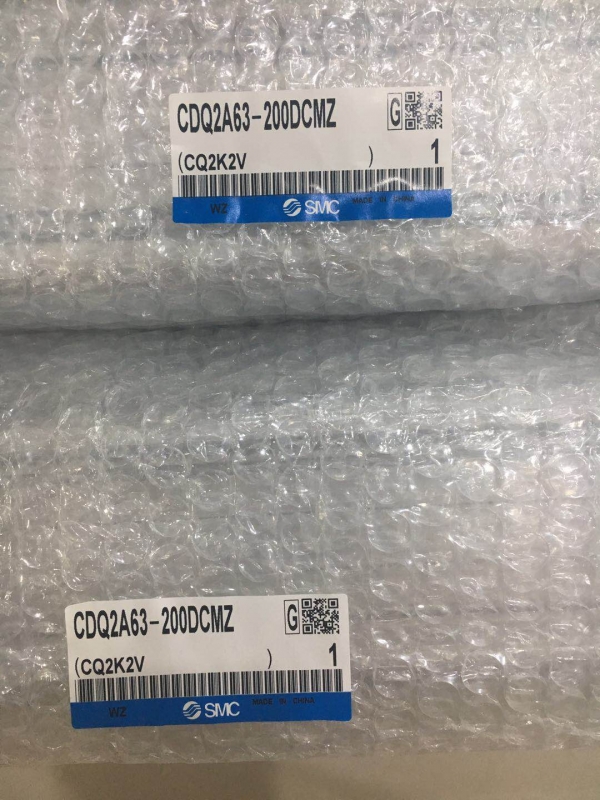 CDQ2A63-200DCMZ G
(CQ2K2V ) 1
WZ SMC MADE IN CHINA
CDQ2A63-200DCMZ G
(CQ2K2V ) 1
WZ SMC MADE IN CHINA